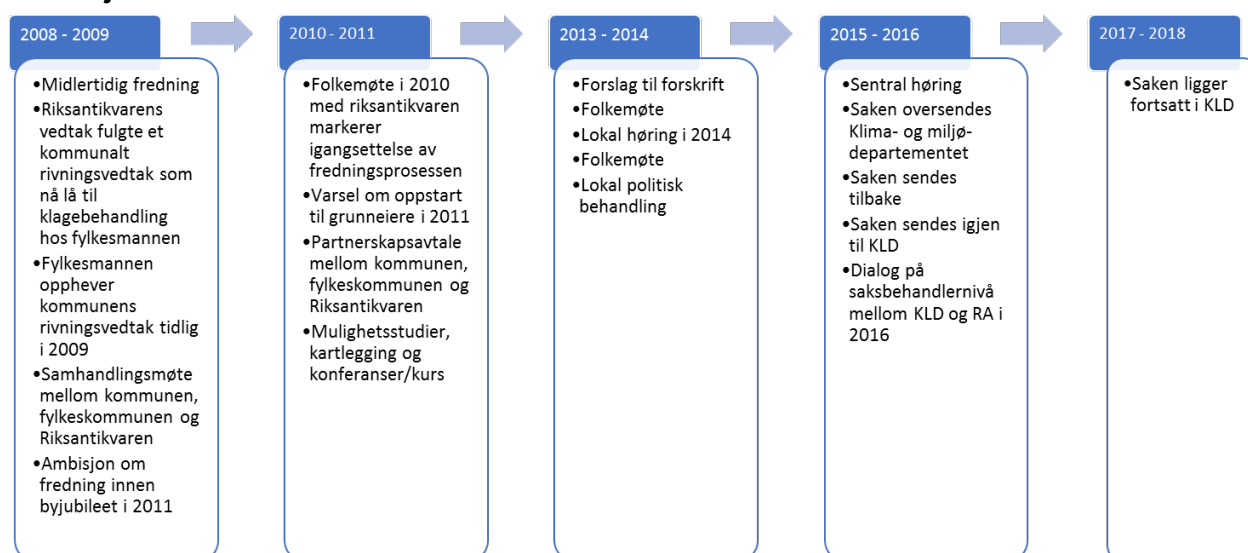 2008 - 2009
•Midlertidig fredning
•Riksantikvarens
vedtak fulgte et
kommunalt
rivningsvedtak som
nå lå til
klagebehandling
hos fylkesmannen
•Fylkesmannen
opphever
kommunens
rivningsvedtak tidlig
i 2009
•Samhandlingsmøte
mellom kommunen,
fylkeskommunen og
Riksantikvaren
•Ambisjon om
fredning innen
byjubileet i 2011
2010 - 2011
•Folkemøte i 2010
med riksantikvaren
markerer
igangsettelse av
fredningsprosessen
•Varsel om oppstart
til grunneiere i 2011
•Partnerskapsavtale
mellom kommunen,
fylkeskommunen og
Riksantikvaren
•Mulighetsstudier,
kartlegging og
konferanser/kurs
2013 - 2014
•Forslag til forskrift
•Folkemøte
•Lokal høring i 2014
•Folkemøte
•Lokal politisk
behandling
2015 - 2016
•Sentral høring
•Saken oversendes
Klima- og miljø-
departementet
•Saken sendes
tilbake
•Saken sendes igjen
til KLD
•Dialog på
saksbehandlernivå
mellom KLD og RA i
2016
2017 - 2018
•Saken ligger
fortsatt i KLD